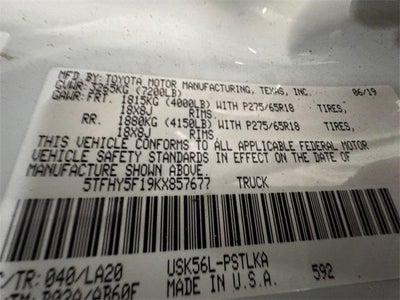 MFD. BY: TOYOTA MOTOR MANUFACTURING, TEXAS, INC. 06/19
GVWR: 3265KG (7200LB)
GAWR: FRT. 1815KG (4000LB) WITH P275/65R18 TIRES,
18X8J RIMS
RR. 1880KG (4150LB) WITH P275/65R18 TIRES,
18X8J RIMS
THIS VEHICLE CONFORMS TO ALL APPLICABLE FEDERAL MOTOR
VEHICLE SAFETY STANDARDS IN EFFECT ON THE DATE OF
MANUFACTURE SHOWN ABOVE.
5TFHY5F19KX857677 TRUCK
C/TR: 040/LA20 USK56L-PSTLKA
MADE IN U.S.A. 592